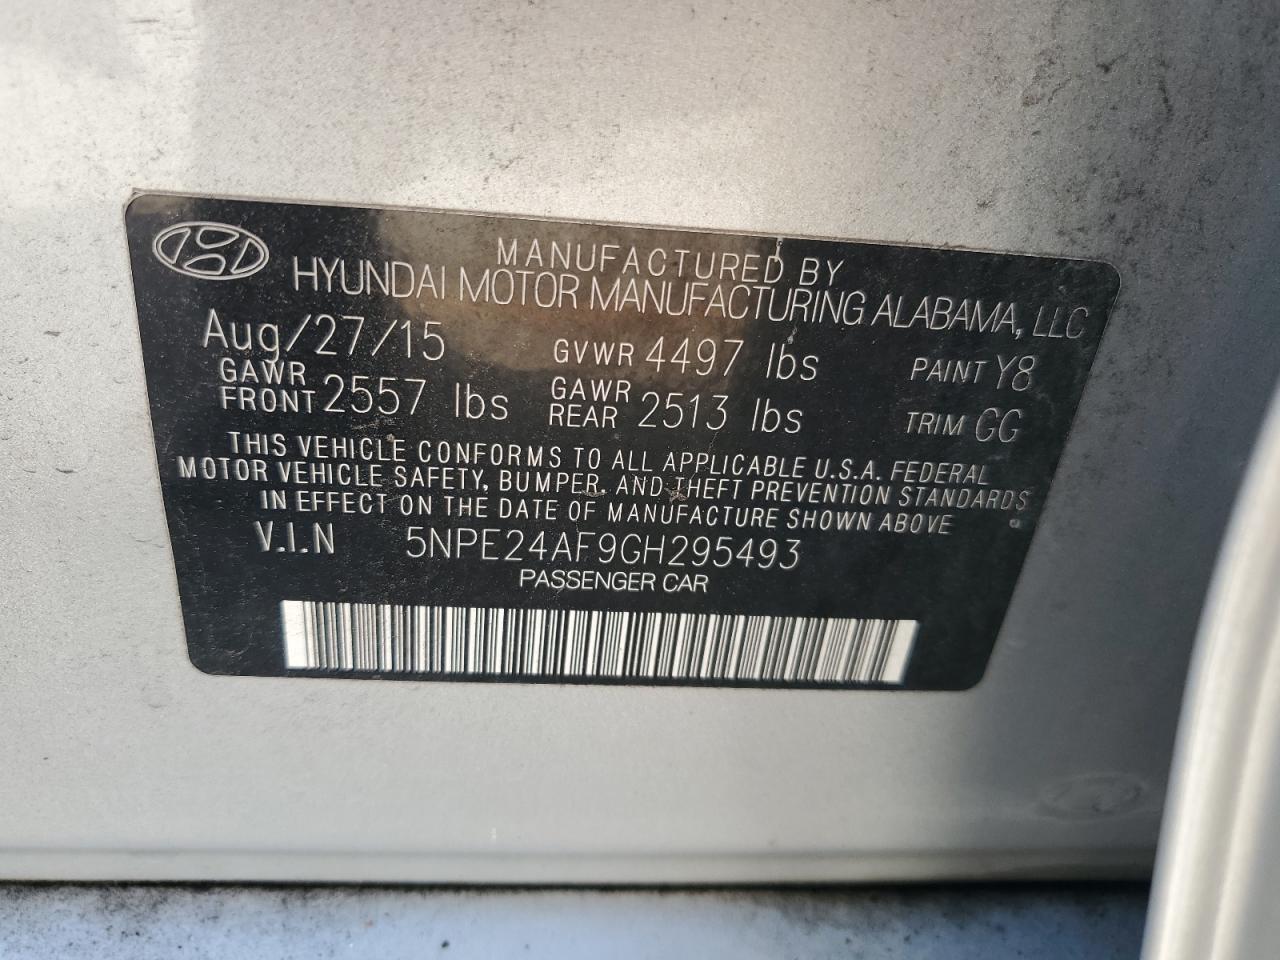 MANUFACTURED BY
HYUNDAI MOTOR MANUFACTURING ALABAMA, LLC
Aug/27/15 GVWR 4497 lbs PAINT Y8
GAWR FRONT 2557 lbs GAWR REAR 2513 lbs TRIM GG
THIS VEHICLE CONFORMS TO ALL APPLICABLE U.S.A. FEDERAL
MOTOR VEHICLE SAFETY, BUMPER, AND THEFT PREVENTION STANDARDS
IN EFFECT ON THE DATE OF MANUFACTURE SHOWN ABOVE
V.I.N 5NPE24AF9GH295493
PASSENGER CAR